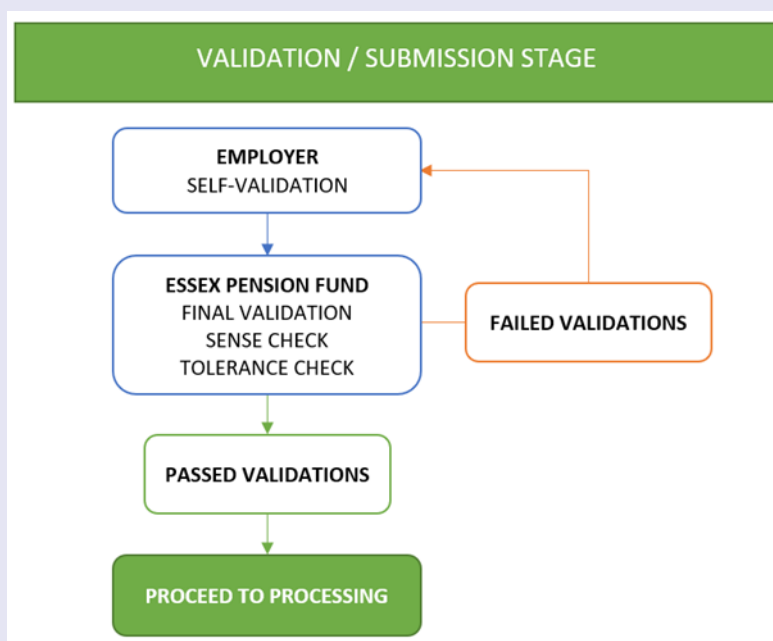 VALIDATION / SUBMISSION STAGE
EMPLOYER
SELF-VALIDATION
ESSEX PENSION FUND
FINAL VALIDATION
SENSE CHECK
TOLERANCE CHECK
FAILED VALIDATIONS
PASSED VALIDATIONS
PROCEED TO PROCESSING